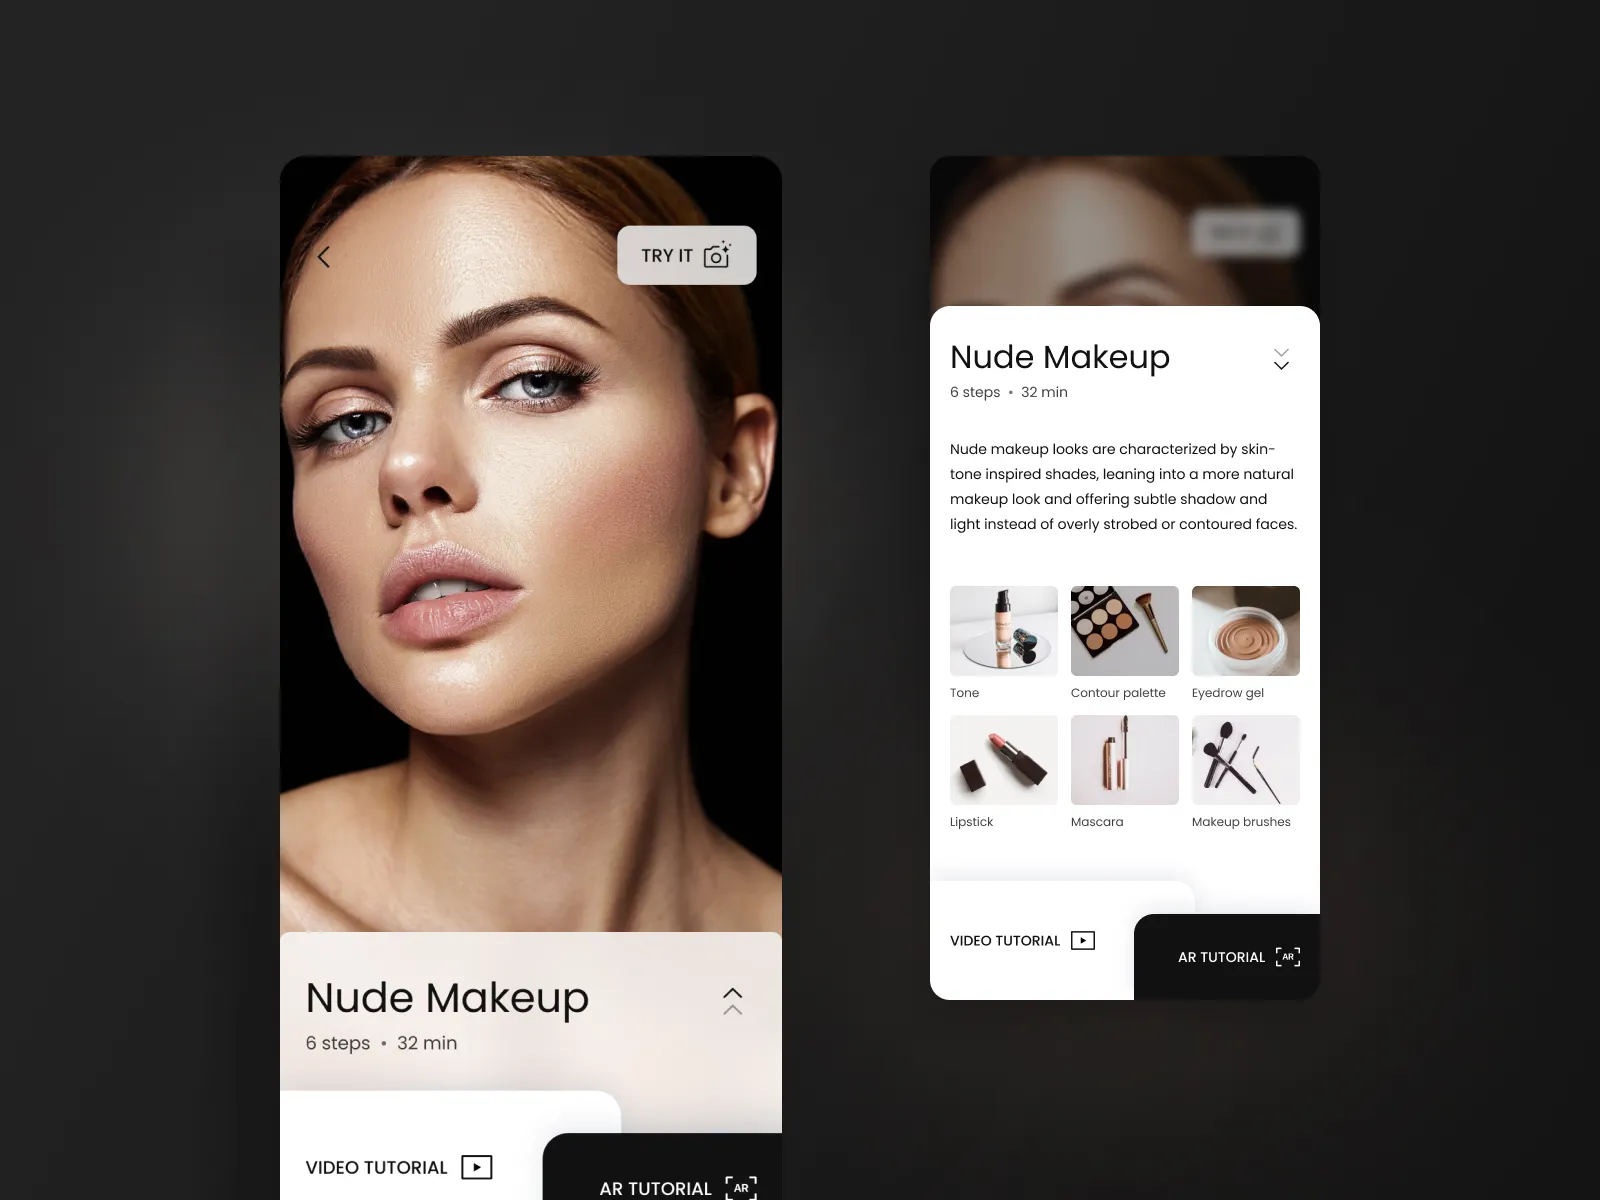 TRY IT
Nude Makeup
6 steps • 32 min
VIDEO TUTORIAL
AR TUTORIAL AR
Nude Makeup
6 steps • 32 min
Nude makeup looks are characterized by skin-
tone inspired shades, leaning into a more natural
makeup look and offering subtle shadow and
light instead of overly strobed or contoured faces.
Tone Contour palette Eyedrow gel
Lipstick Mascara Makeup brushes
VIDEO TUTORIAL
AR TUTORIAL AR